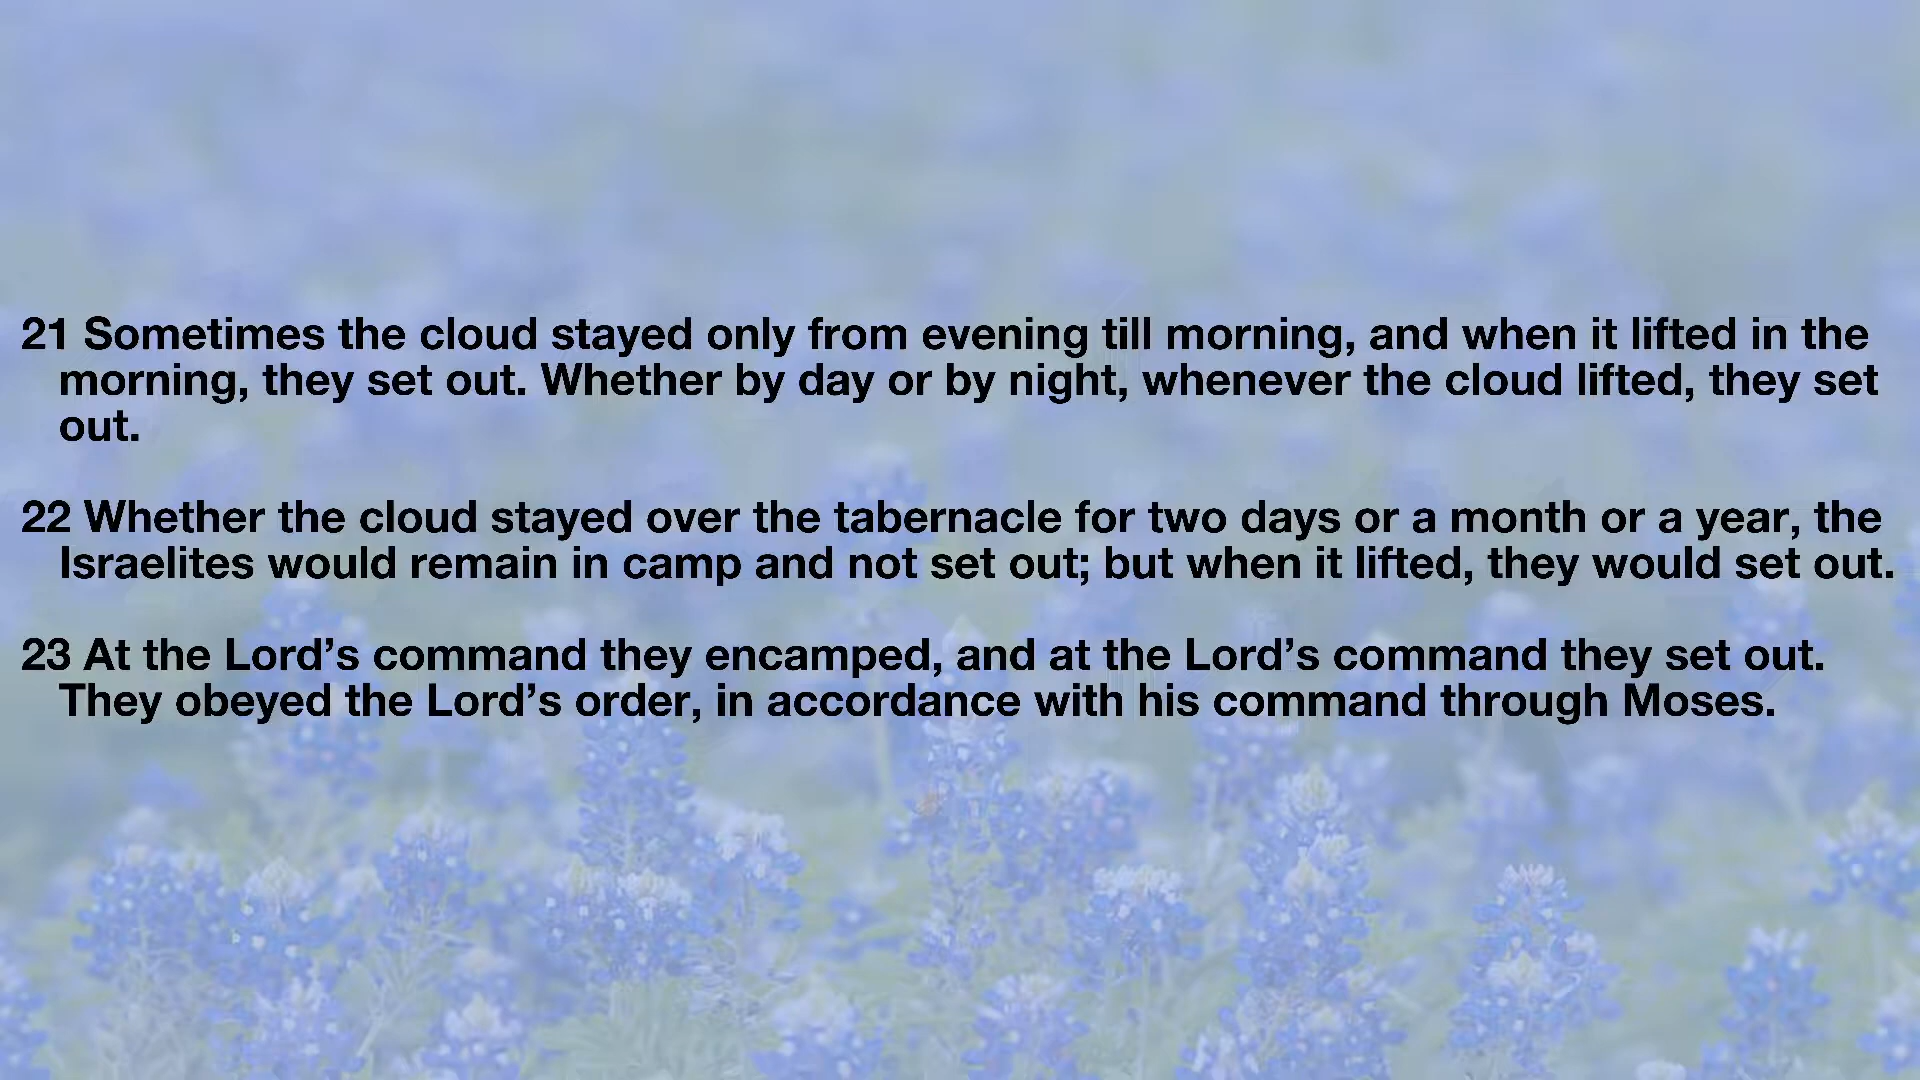 21 Sometimes the cloud stayed only from evening till morning, and when it lifted in the
morning, they set out. Whether by day or by night, whenever the cloud lifted, they set
out.
22 Whether the cloud stayed over the tabernacle for two days or a month or a year, the
Israelites would remain in camp and not set out; but when it lifted, they would set out.
23 At the Lord’s command they encamped, and at the Lord’s command they set out.
They obeyed the Lord’s order, in accordance with his command through Moses.